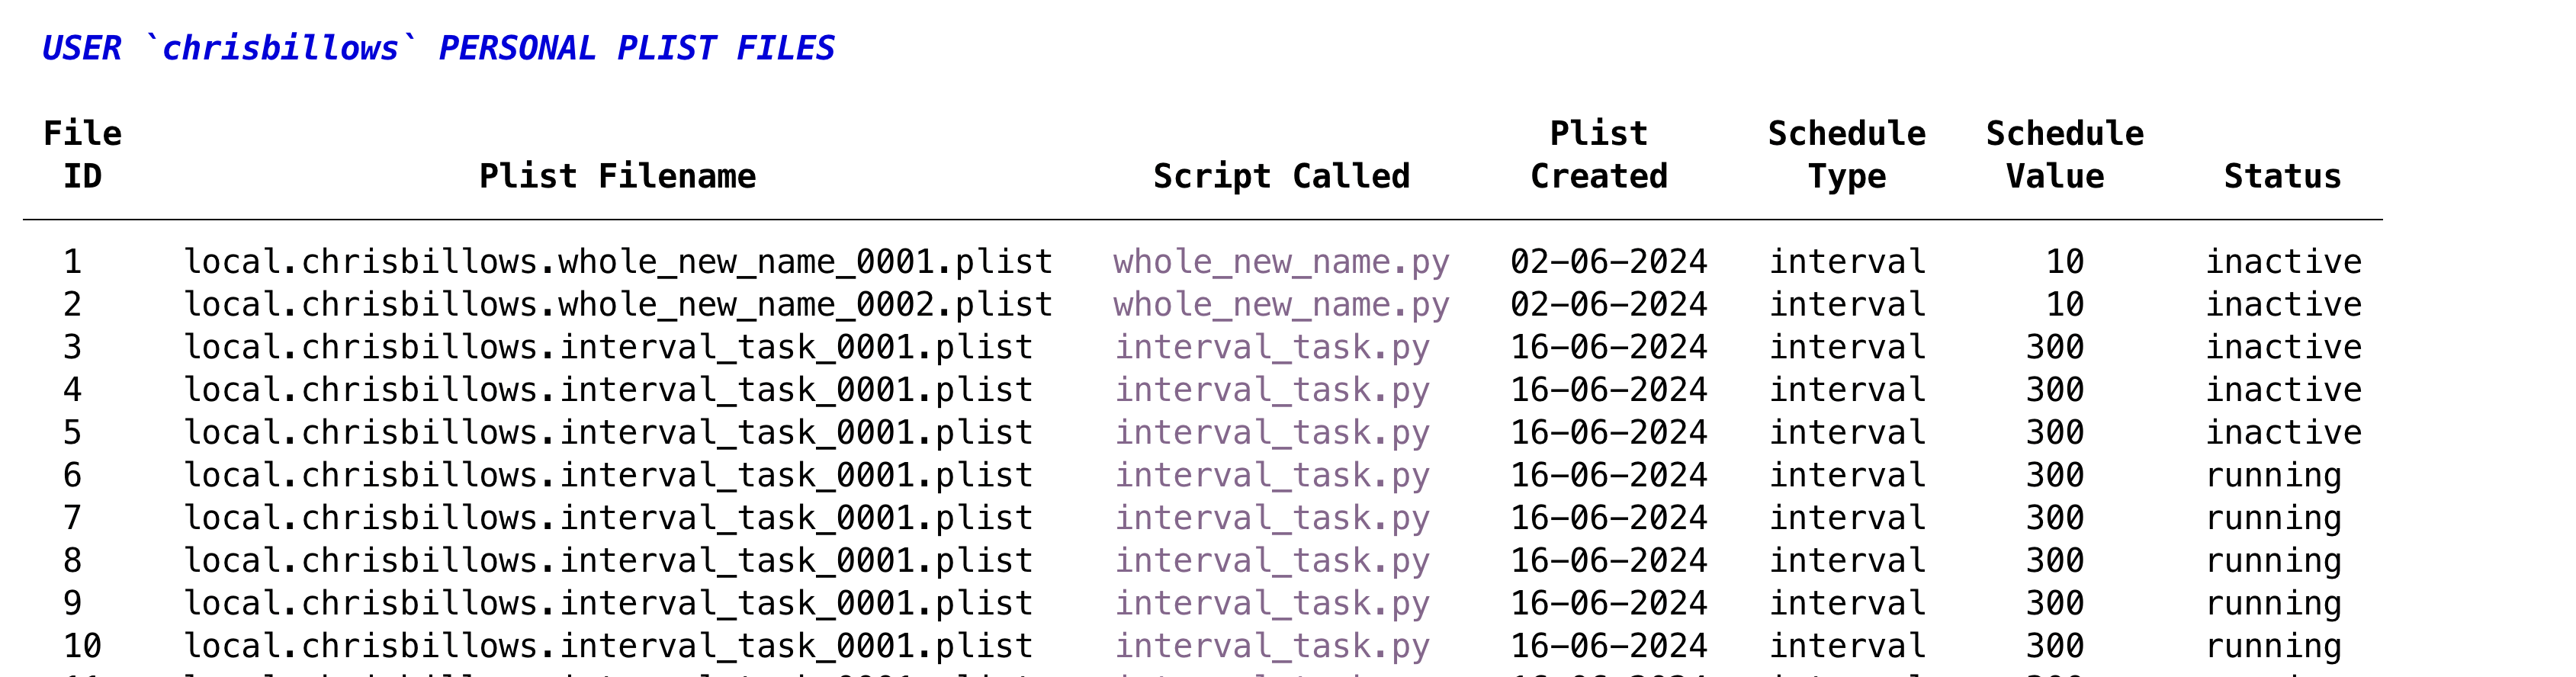 USER `chrisbillows` PERSONAL PLIST FILES
File Plist Schedule Schedule
ID Plist Filename Script Called Created Type Value Status
1 local.chrisbillows.whole_new_name_0001.plist whole_new_name.py 02-06-2024 interval 10 inactive
2 local.chrisbillows.whole_new_name_0002.plist whole_new_name.py 02-06-2024 interval 10 inactive
3 local.chrisbillows.interval_task_0001.plist interval_task.py 16-06-2024 interval 300 inactive
4 local.chrisbillows.interval_task_0001.plist interval_task.py 16-06-2024 interval 300 inactive
5 local.chrisbillows.interval_task_0001.plist interval_task.py 16-06-2024 interval 300 inactive
6 local.chrisbillows.interval_task_0001.plist interval_task.py 16-06-2024 interval 300 running
7 local.chrisbillows.interval_task_0001.plist interval_task.py 16-06-2024 interval 300 running
8 local.chrisbillows.interval_task_0001.plist interval_task.py 16-06-2024 interval 300 running
9 local.chrisbillows.interval_task_0001.plist interval_task.py 16-06-2024 interval 300 running
10 local.chrisbillows.interval_task_0001.plist interval_task.py 16-06-2024 interval 300 running